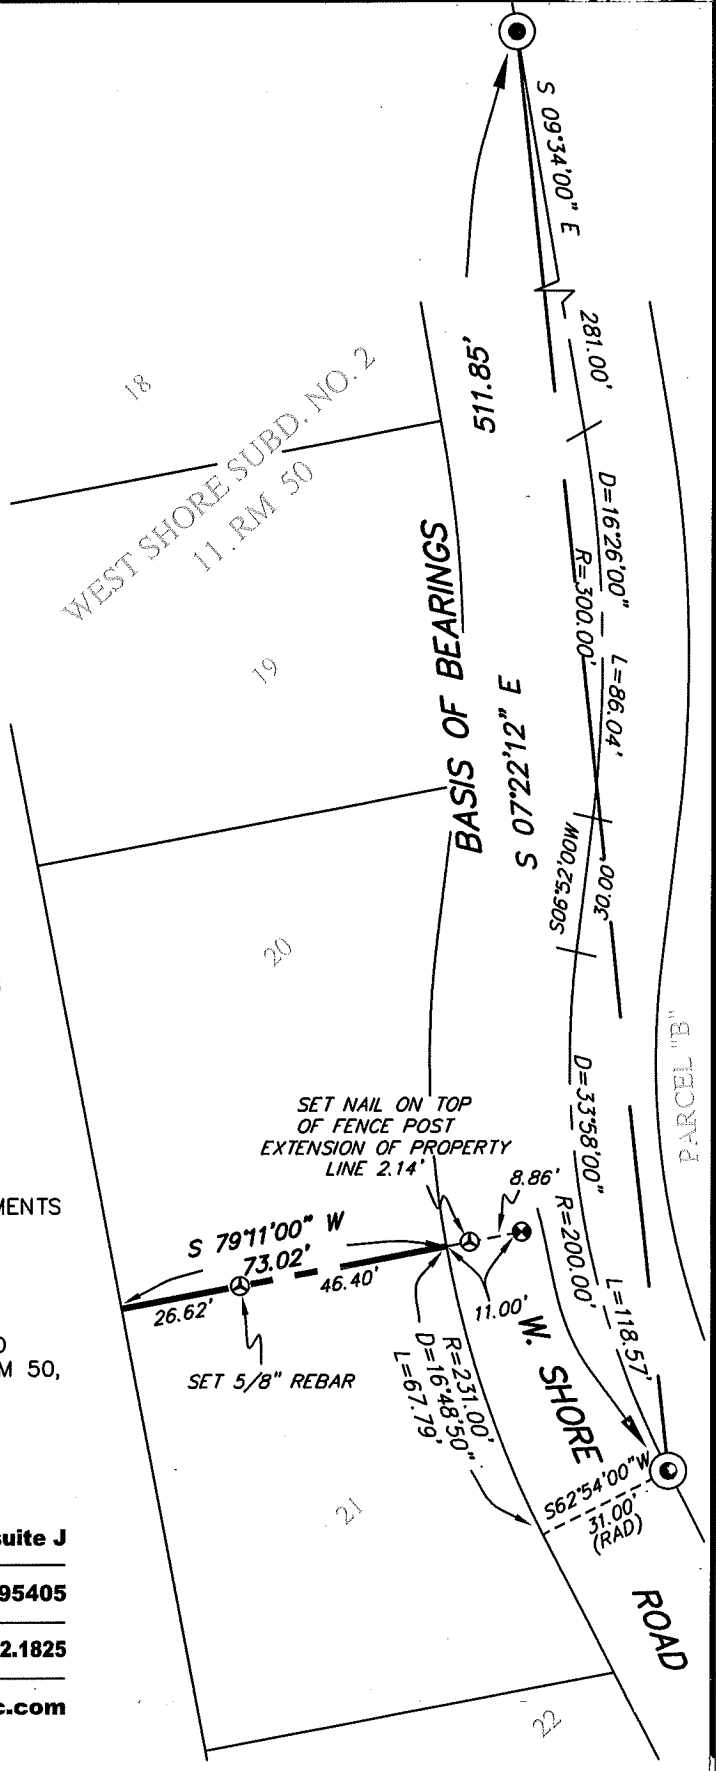 S 09°34'00" E
281.00'
18
WEST SHORE SUBD. NO. 2
11 RM 50
511.85'
D=16°26'00"
R=300.00'
L=86.04'
19
BASIS OF BEARINGS
S 07°22'12" E
S06°52'00W
30.00
20
PARCEL "B"
SET NAIL ON TOP
OF FENCE POST
EXTENSION OF PROPERTY
LINE 2.14'
D=33°58'00"
R=200.00'
L=118.57'
8.86'
MENTS
S 79°11'00" W
73.02'
46.40'
26.62'
11.00'
SET 5/8" REBAR
M 50,
R=231.00'
D=16°48'50"
L=67.79'
W. SHORE
ROAD
S62°54'00"W
31.00'
(RAD)
21
suite J
95405
2.1825
c.com
22